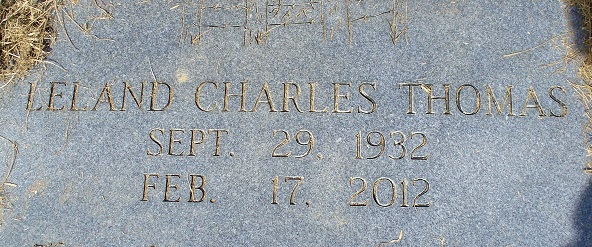 LELAND CHARLES THOMAS
SEPT. 29, 1932
FEB. 17, 2012